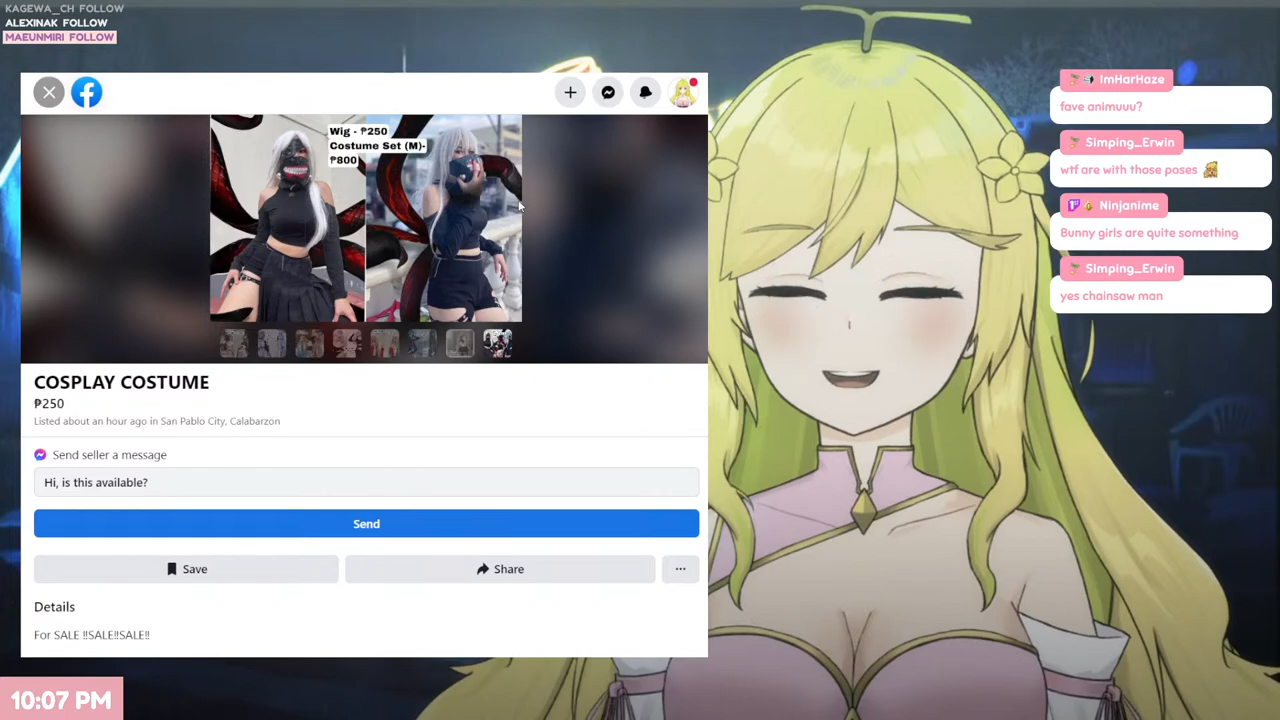 KAGEWA__CH FOLLOW
ALEXINAK FOLLOW
MAEUNMIRI FOLLOW
Wig - ₱250
Costume Set (M)-
₱800
COSPLAY COSTUME
₱250
Listed about an hour ago in San Pablo City, Calabarzon
Send seller a message
Hi, is this available?
Send
Save
Share
Details
For SALE ‼SALE‼SALE‼
ImHarHaze
fave animuuu?
Simping_Erwin
wtf are with those poses
Ninjanime
Bunny girls are quite something
Simping_Erwin
yes chainsaw man
10:07 PM